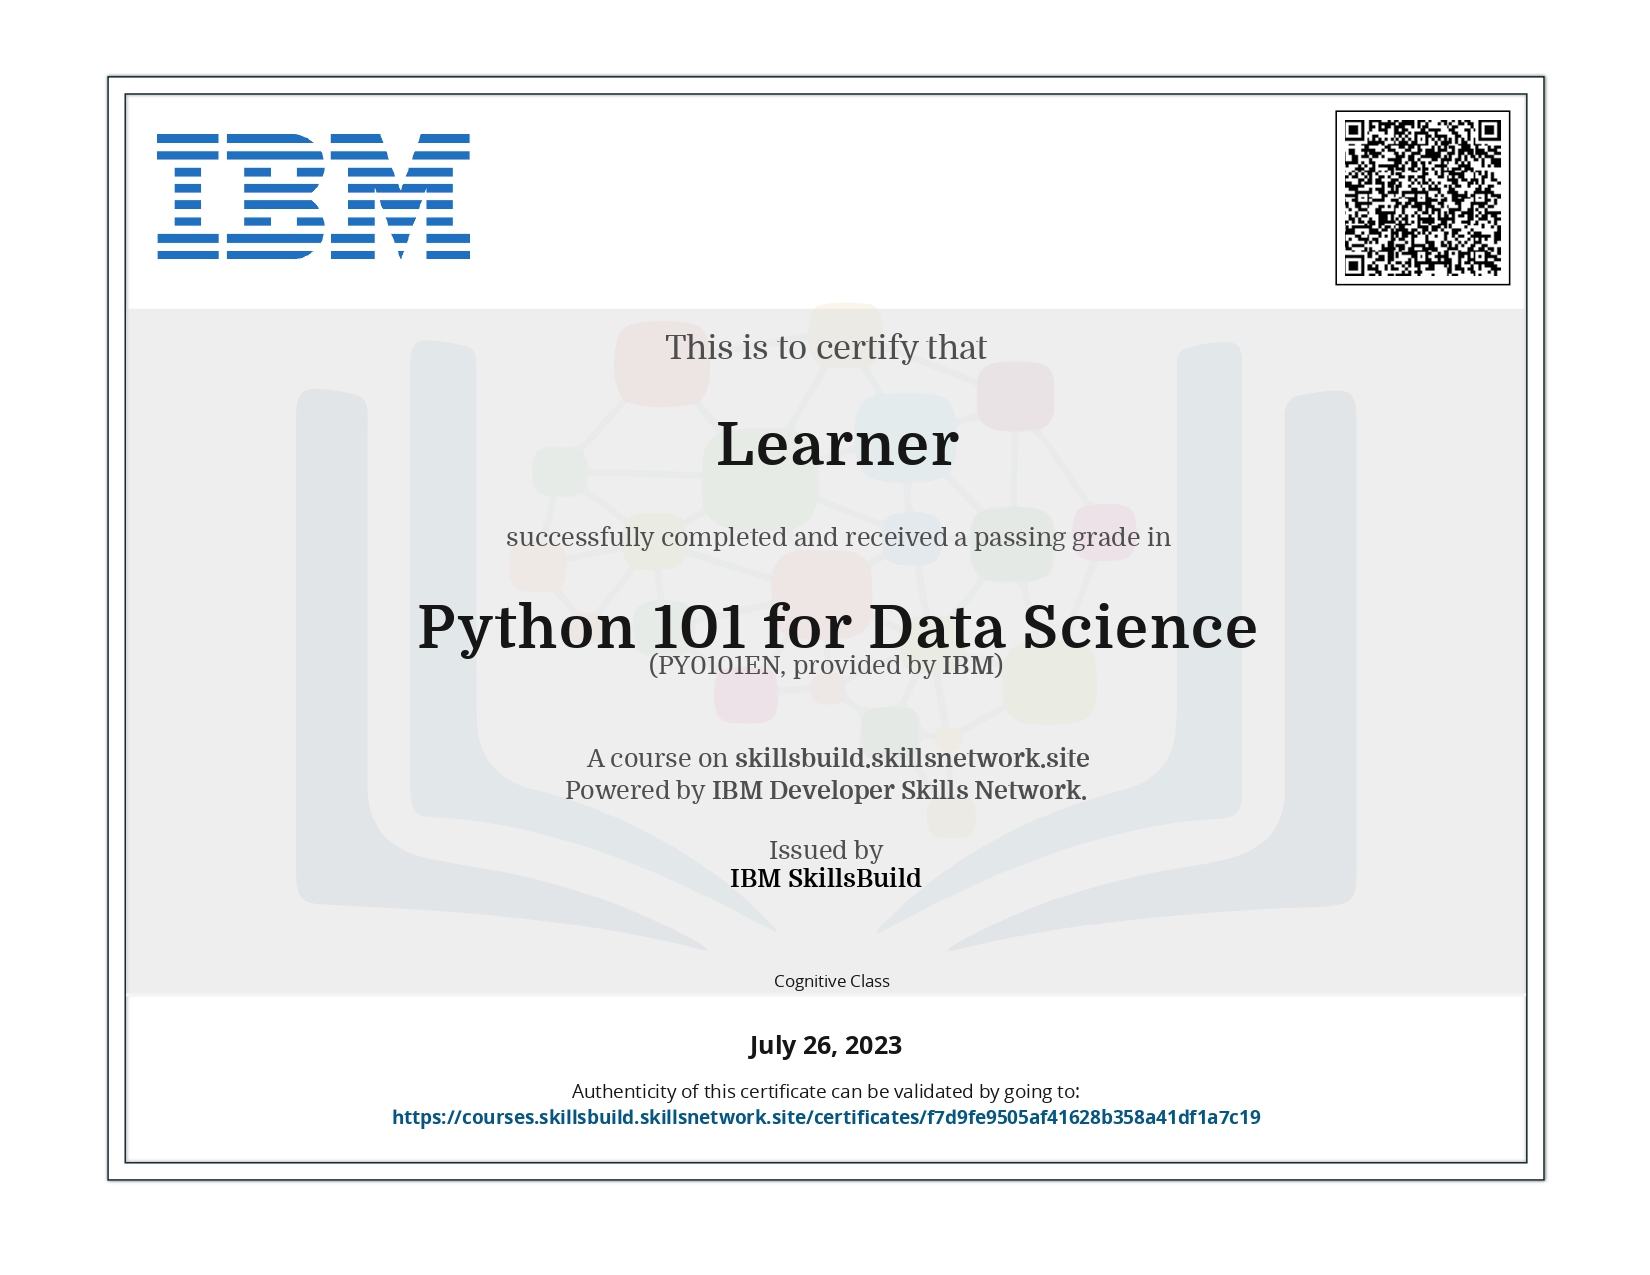 IBM
This is to certify that
Learner
successfully completed and received a passing grade in
Python 101 for Data Science
(PY0101EN, provided by IBM)
A course on skillsbuild.skillsnetwork.site
Powered by IBM Developer Skills Network.
Issued by
IBM SkillsBuild
Cognitive Class
July 26, 2023
Authenticity of this certificate can be validated by going to:
https://courses.skillsbuild.skillsnetwork.site/certificates/f7d9fe9505af41628b358a41df1a7c19